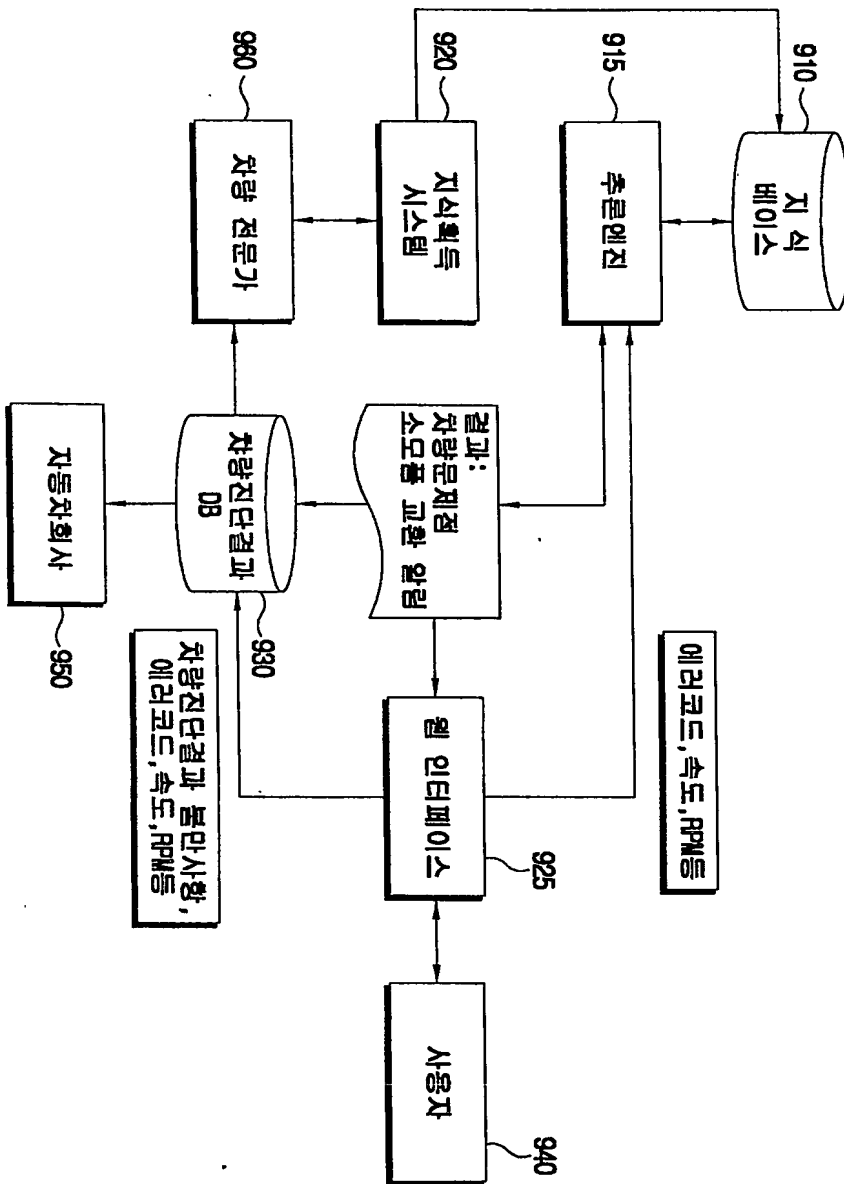 910
지 식
베이스
에러코드, 속도, RPM등
915
추론엔진
920
지식획득
시스템
결과:
차량문제점
소모품 교환 알림
웹 인터페이스
925
사용자
940
960
차량 전문가
차량진단결과
DB
930
차량진단결과 불만사항,
에러코드, 속도, RPM등
자동차회사
950